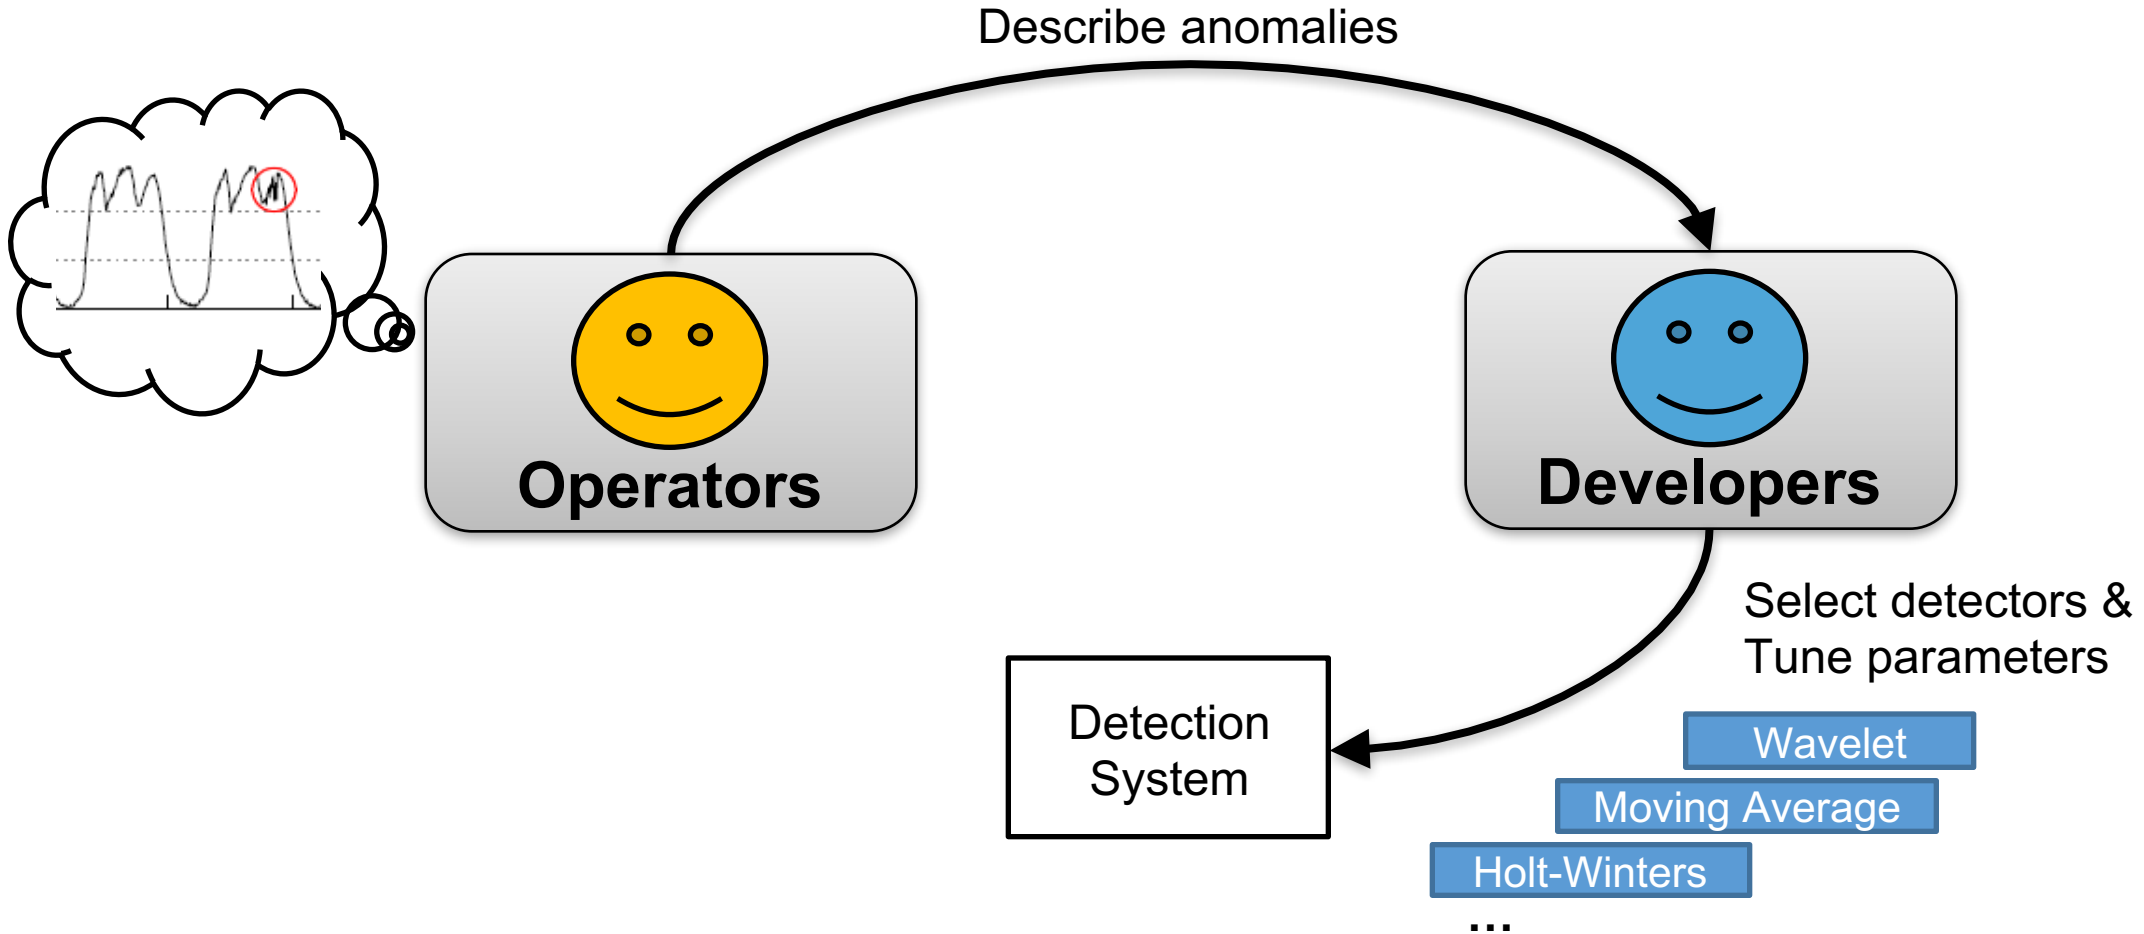 Describe anomalies
Operators
Developers
Select detectors &
Tune parameters
Detection
System
Wavelet
Moving Average
Holt-Winters
...